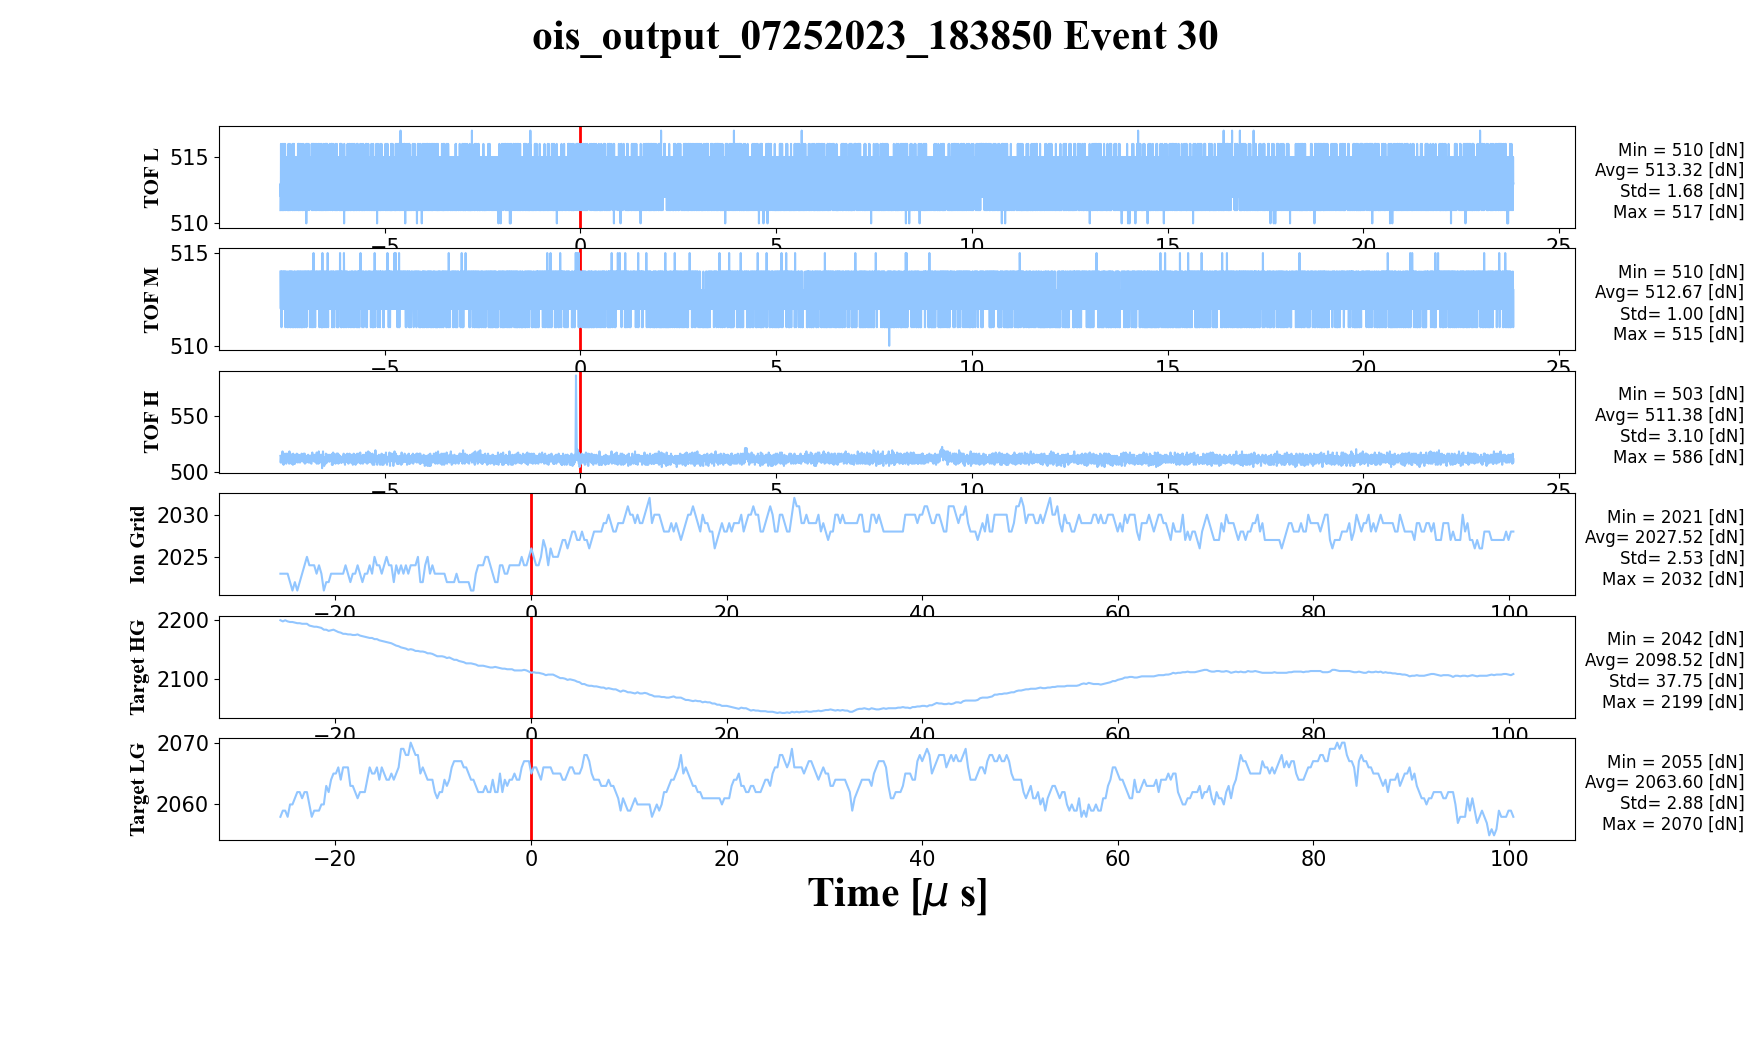 ois_output_07252023_183850 Event 30
TOF L
515
510
−5
0
5
10
15
20
25
Min = 510 [dN]
Avg= 513.32 [dN]
Std= 1.68 [dN]
Max = 517 [dN]
TOF M
515
510
−5
0
5
10
15
20
25
Min = 510 [dN]
Avg= 512.67 [dN]
Std= 1.00 [dN]
Max = 515 [dN]
TOF H
550
500
−5
0
5
10
15
20
25
Min = 503 [dN]
Avg= 511.38 [dN]
Std= 3.10 [dN]
Max = 586 [dN]
Ion Grid
2030
2025
−20
0
20
40
60
80
100
Min = 2021 [dN]
Avg= 2027.52 [dN]
Std= 2.53 [dN]
Max = 2032 [dN]
Target HG
2200
2100
−20
0
20
40
60
80
100
Min = 2042 [dN]
Avg= 2098.52 [dN]
Std= 37.75 [dN]
Max = 2199 [dN]
Target LG
2070
2060
−20
0
20
40
60
80
100
Min = 2055 [dN]
Avg= 2063.60 [dN]
Std= 2.88 [dN]
Max = 2070 [dN]
Time [μ s]